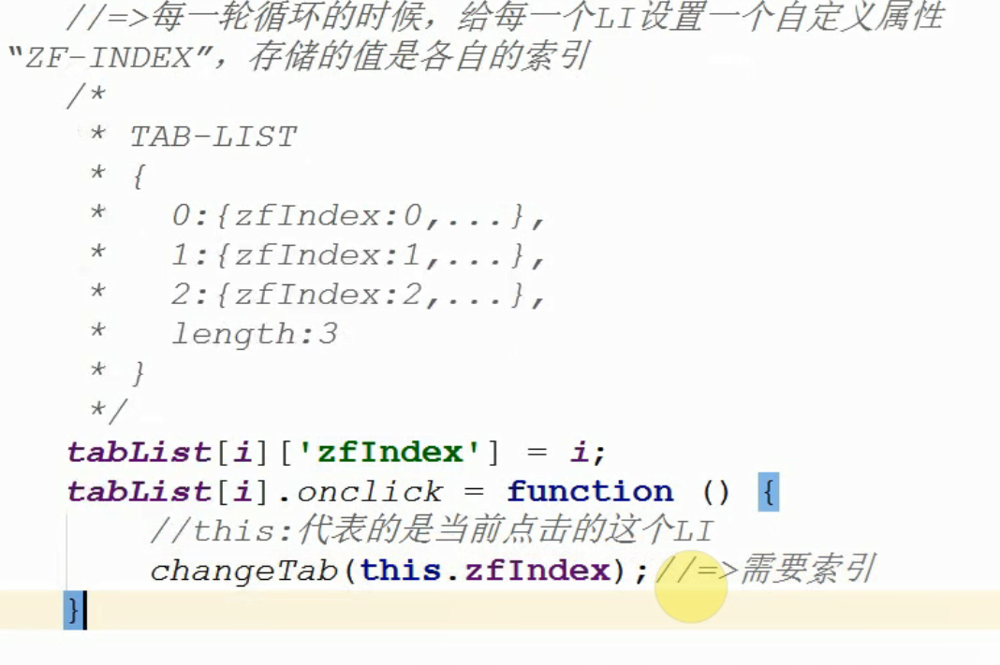 //=>每一轮循环的时候，给每一个LI设置一个自定义属性
“ZF-INDEX”，存储的值是各自的索引
/*
* TAB-LIST
* {
*   0:{zfIndex:0,...},
*   1:{zfIndex:1,...},
*   2:{zfIndex:2,...},
*   length:3
* }
*/
tabList[i]['zfIndex'] = i;
tabList[i].onclick = function () {
//this:代表的是当前点击的这个LI
changeTab(this.zfIndex);//=>需要索引
}